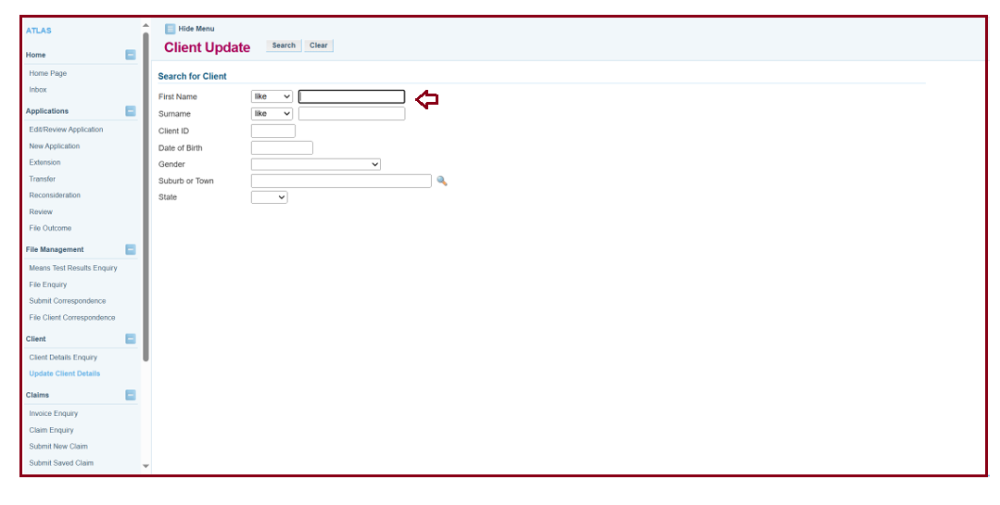 ATLAS
Home
Home Page
Inbox
Applications
Edit/Review Application
New Application
Extension
Transfer
Reconsideration
Review
File Outcome
File Management
Means Test Results Enquiry
File Enquiry
Submit Correspondence
File Client Correspondence
Client
Client Details Enquiry
Update Client Details
Claims
Invoice Enquiry
Claim Enquiry
Submit New Claim
Submit Saved Claim
Hide Menu
Client Update Search Clear
Search for Client
First Name like
Surname like
Client ID
Date of Birth
Gender
Suburb or Town
State